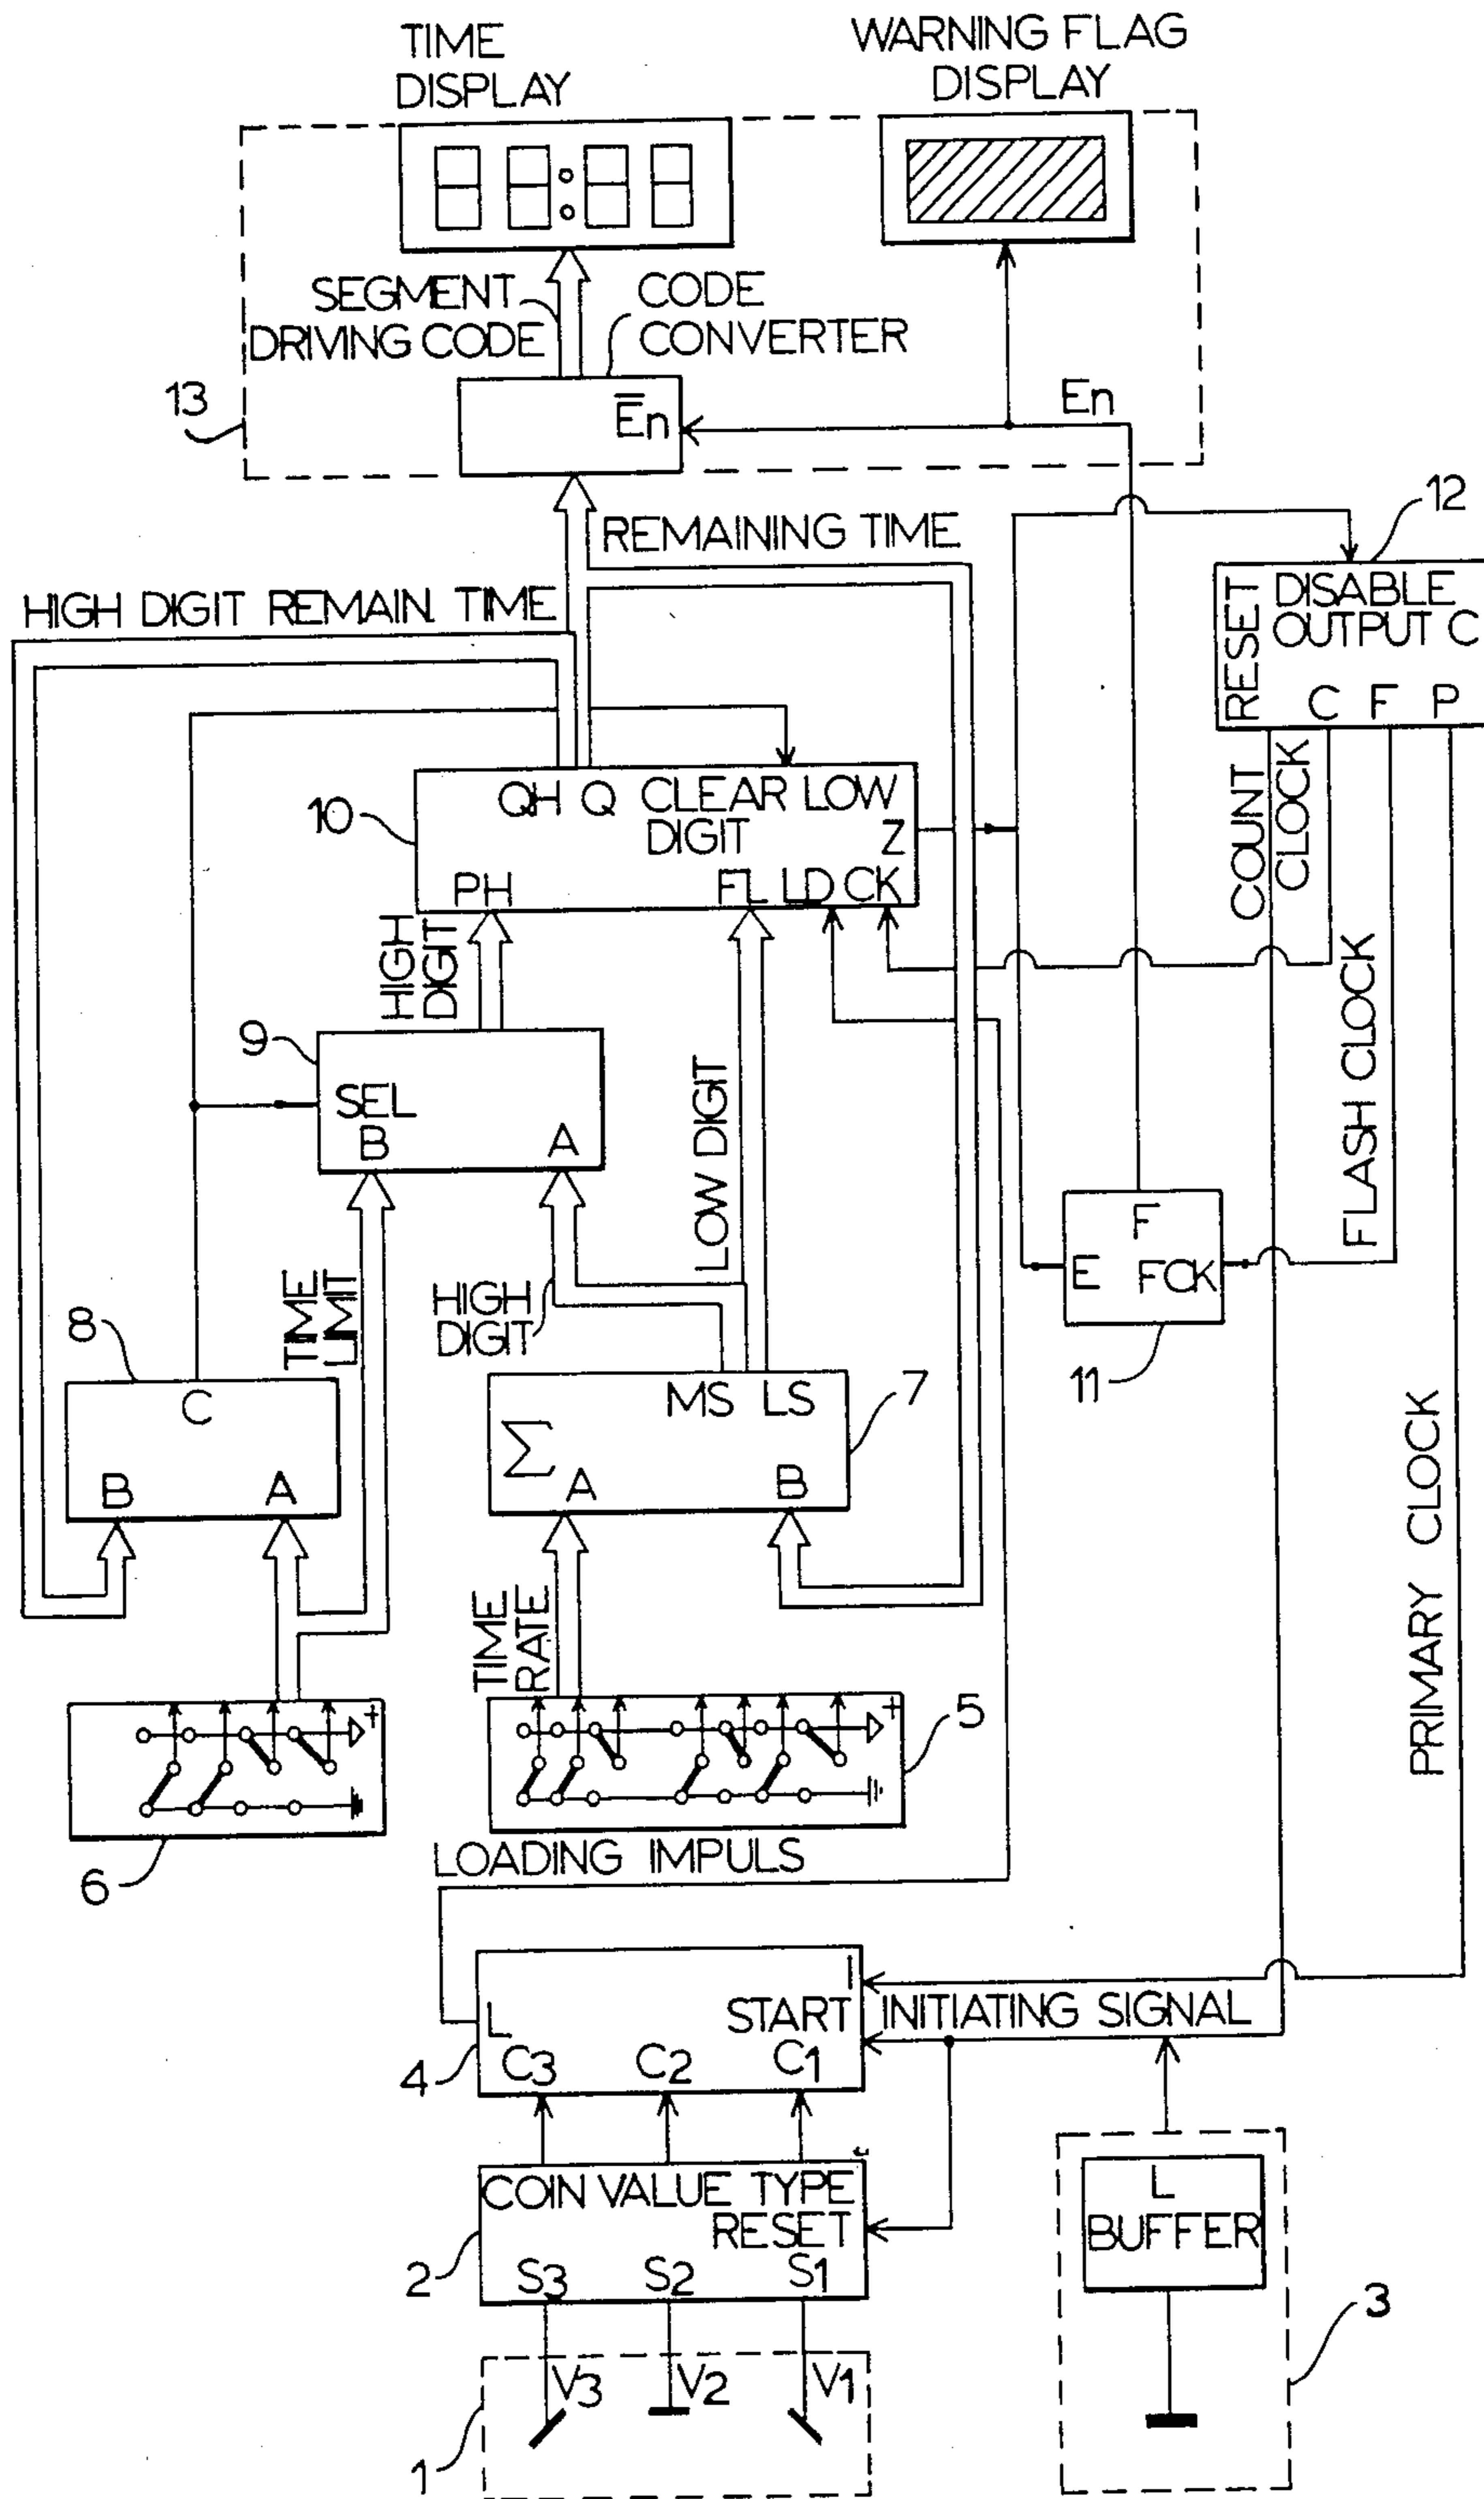 TIME
DISPLAY
WARNING FLAG
DISPLAY
SEGMENT
DRIVING CODE
CODE
CONVERTER
13
En
En
12
REMAINING TIME
HIGH DIGIT REMAIN. TIME
RESET
DISABLE
OUTPUT C
C F P
10
QH Q CLEAR LOW
DIGIT
Z
PH FL LD CK
COUNT
CLOCK
HIGH
DIGIT
FLASH CLOCK
9
SEL
B A
LOW DIGIT
F
E FCK
11
TIME
LIMIT
HIGH
DIGIT
8
C
B A
MS LS
Σ
A B
7
PRIMARY CLOCK
TIME
RATE
+
+
5
6
LOADING IMPULS
I
L START
INITIATING SIGNAL
4
C3 C2 C1
COIN VALUE TYPE
RESET
2
S3 S2 S1
L
BUFFER
3
V3 V2 V1
1